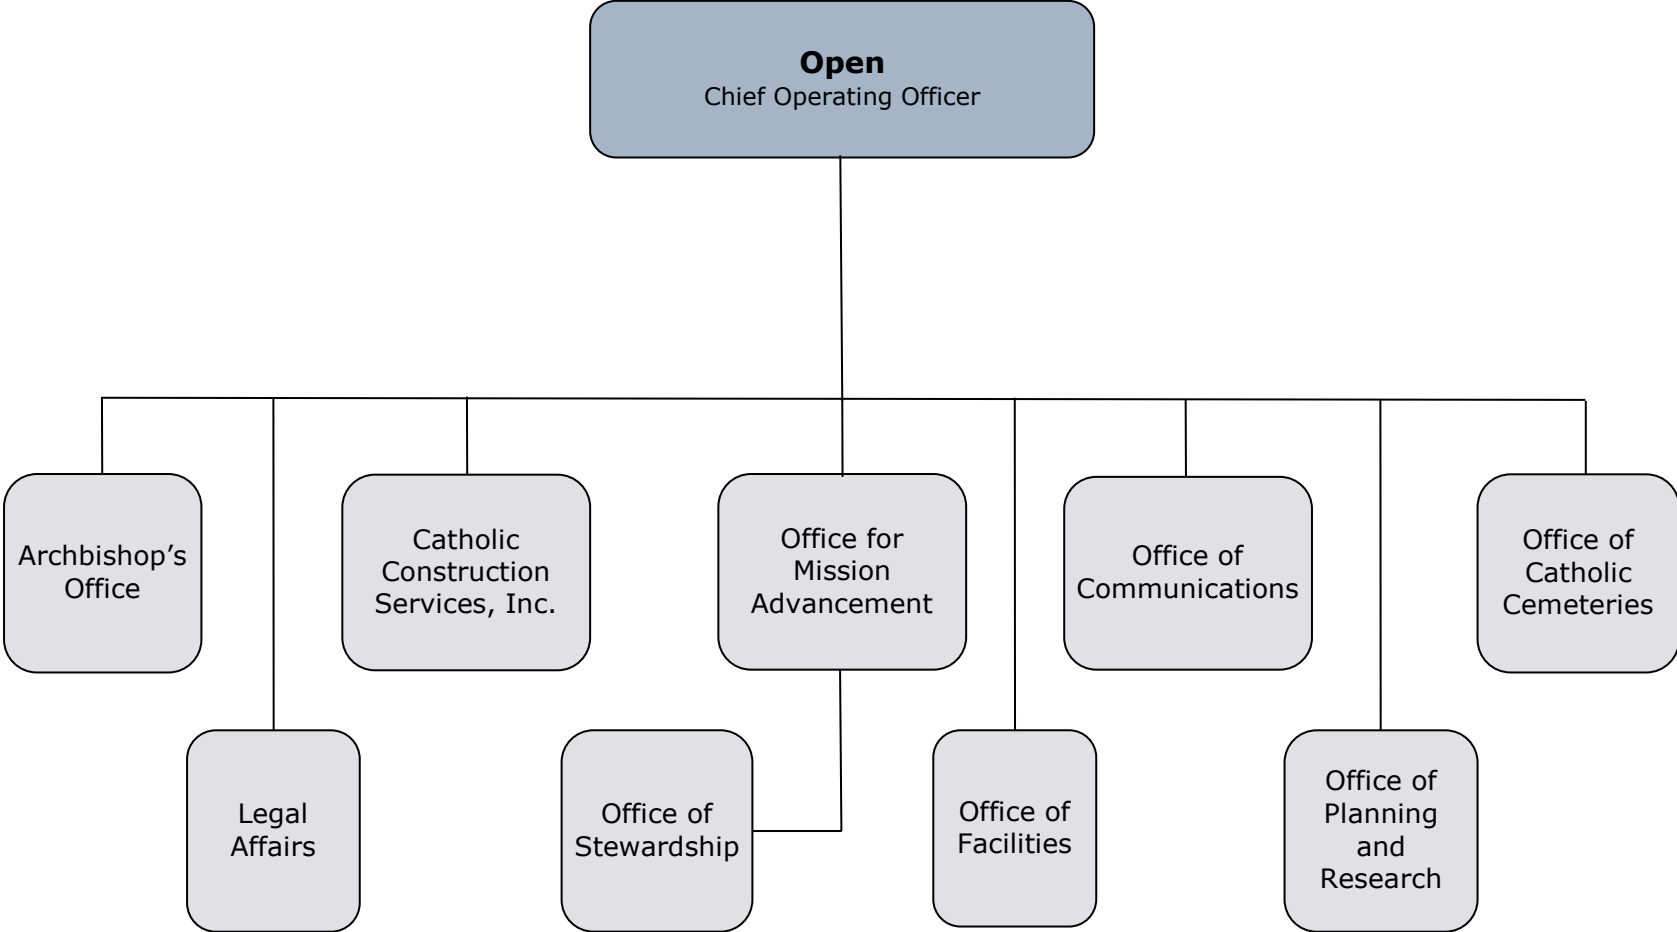 Open
Chief Operating Officer
Archbishop’s
Office
Catholic
Construction
Services, Inc.
Office for
Mission
Advancement
Office of
Communications
Office of
Catholic
Cemeteries
Legal
Affairs
Office of
Stewardship
Office of
Facilities
Office of
Planning
and
Research